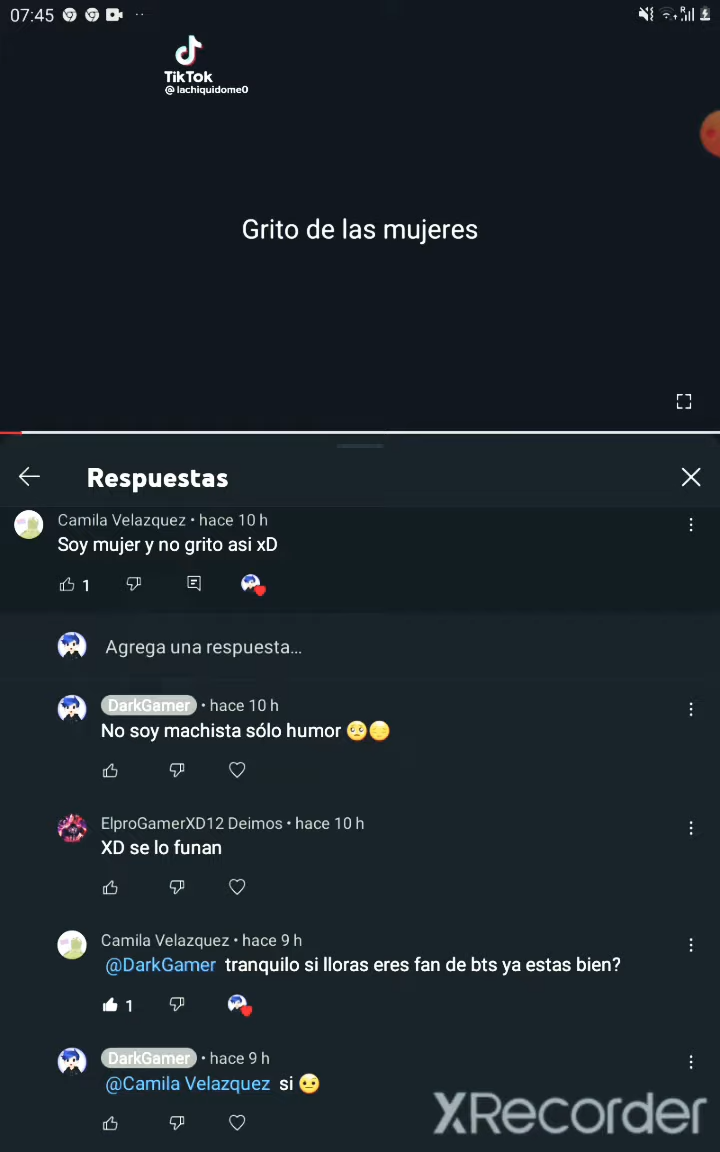 07:45
TikTok
@lachiquidome0
Grito de las mujeres
Respuestas
Camila Velazquez • hace 10 h
Soy mujer y no grito asi xD
1
Agrega una respuesta...
DarkGamer • hace 10 h
No soy machista sólo humor 🥺😔
ElproGamerXD12 Deimos • hace 10 h
XD se lo funan
Camila Velazquez • hace 9 h
@DarkGamer tranquilo si lloras eres fan de bts ya estas bien?
1
DarkGamer • hace 9 h
@Camila Velazquez si 😐
XRecorder